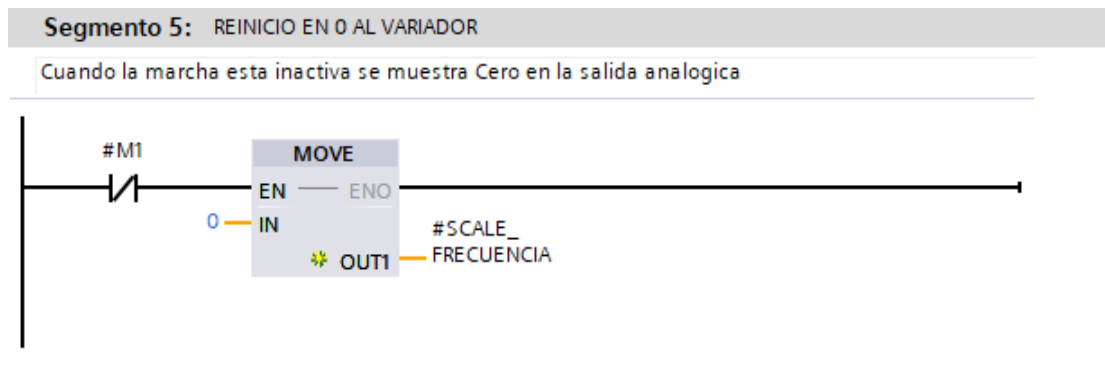 Segmento 5: REINICIO EN 0 AL VARIADOR
Cuando la marcha esta inactiva se muestra Cero en la salida analogica
#M1
MOVE
EN ENO
0 IN
#SCALE_
FRECUENCIA
OUT1